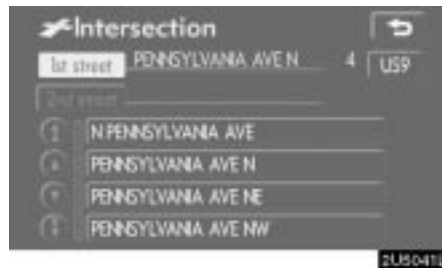 Intersection
1st street PENNSYLVANIA AVE N 4 US9
2nd street
N PENNSYLVANIA AVE
PENNSYLVANIA AVE N
PENNSYLVANIA AVE NE
PENNSYLVANIA AVE NW
2U5041L